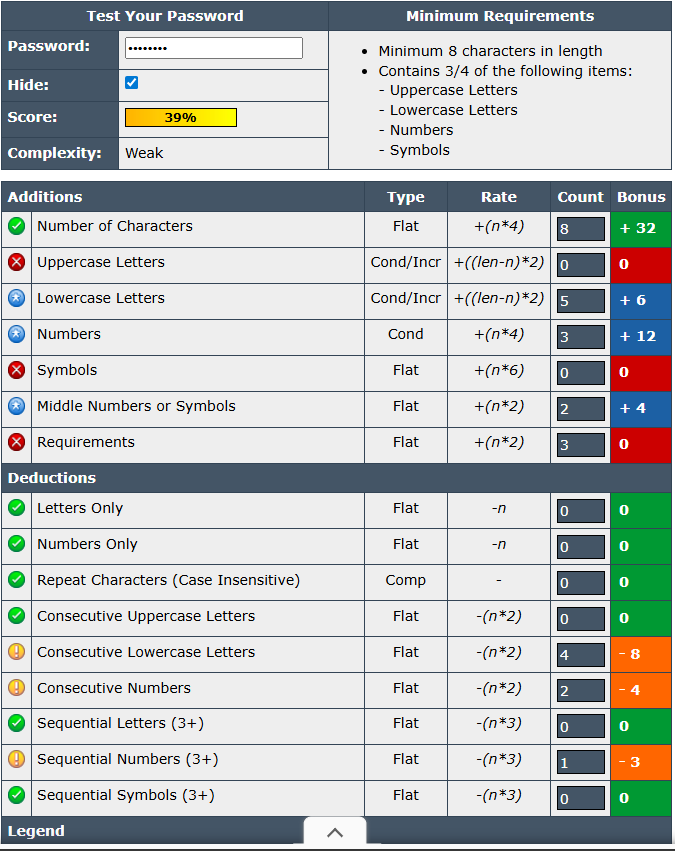 Test Your Password Minimum Requirements
Password: ••••••••
Hide:
Score: 39%
Complexity: Weak
• Minimum 8 characters in length
• Contains 3/4 of the following items:
- Uppercase Letters
- Lowercase Letters
- Numbers
- Symbols
Additions Type Rate Count Bonus
Number of Characters Flat +(n*4) 8 + 32
Uppercase Letters Cond/Incr +((len-n)*2) 0 0
Lowercase Letters Cond/Incr +((len-n)*2) 5 + 6
Numbers Cond +(n*4) 3 + 12
Symbols Flat +(n*6) 0 0
Middle Numbers or Symbols Flat +(n*2) 2 + 4
Requirements Flat +(n*2) 3 0
Deductions
Letters Only Flat -n 0 0
Numbers Only Flat -n 0 0
Repeat Characters (Case Insensitive) Comp - 0 0
Consecutive Uppercase Letters Flat -(n*2) 0 0
Consecutive Lowercase Letters Flat -(n*2) 4 - 8
Consecutive Numbers Flat -(n*2) 2 - 4
Sequential Letters (3+) Flat -(n*3) 0 0
Sequential Numbers (3+) Flat -(n*3) 1 - 3
Sequential Symbols (3+) Flat -(n*3) 0 0
Legend